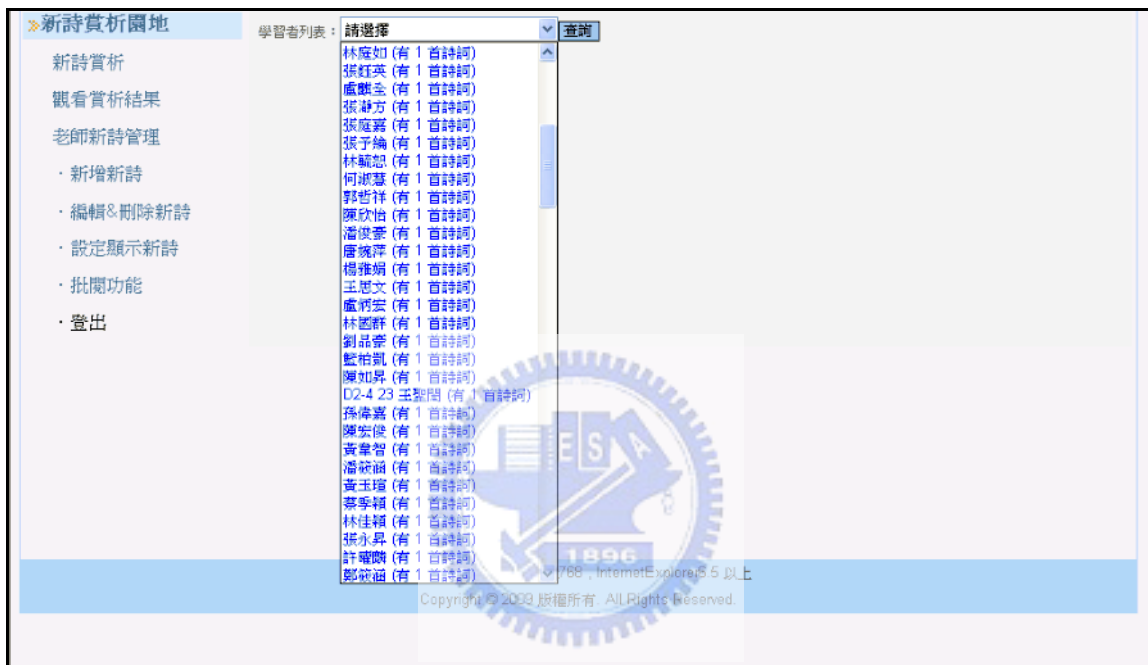 »新詩賞析園地
新詩賞析
觀看賞析結果
老師新詩管理
‧新增新詩
‧編輯&刪除新詩
‧設定顯示新詩
‧批閱功能
‧登出
學習者列表：請選擇 查詢
林庭如 (有 1 首詩詞)
張鈺英 (有 1 首詩詞)
盧麒全 (有 1 首詩詞)
張瀞方 (有 1 首詩詞)
張庭嘉 (有 1 首詩詞)
張予綸 (有 1 首詩詞)
林毓恕 (有 1 首詩詞)
何淑慧 (有 1 首詩詞)
郭哲祥 (有 1 首詩詞)
陳欣怡 (有 1 首詩詞)
潘俊豪 (有 1 首詩詞)
唐婉萍 (有 1 首詩詞)
楊雅娟 (有 1 首詩詞)
王思文 (有 1 首詩詞)
盧炳宏 (有 1 首詩詞)
林國群 (有 1 首詩詞)
劉品豪 (有 1 首詩詞)
藍柏凱 (有 1 首詩詞)
陳如昇 (有 1 首詩詞)
D2-4 23 王聖閔 (有 1 首詩詞)
孫偉嘉 (有 1 首詩詞)
陳宏俊 (有 1 首詩詞)
黃韋智 (有 1 首詩詞)
潘筱涵 (有 1 首詩詞)
黃玉瑄 (有 1 首詩詞)
蔡季穎 (有 1 首詩詞)
林佳穎 (有 1 首詩詞)
張永昇 (有 1 首詩詞)
許曜麟 (有 1 首詩詞)
鄭筱涵 (有 1 首詩詞)
768 , InternetExplorer5.5 以上
Copyright © 2009 版權所有. All Rights Reserved.
ESA
1896